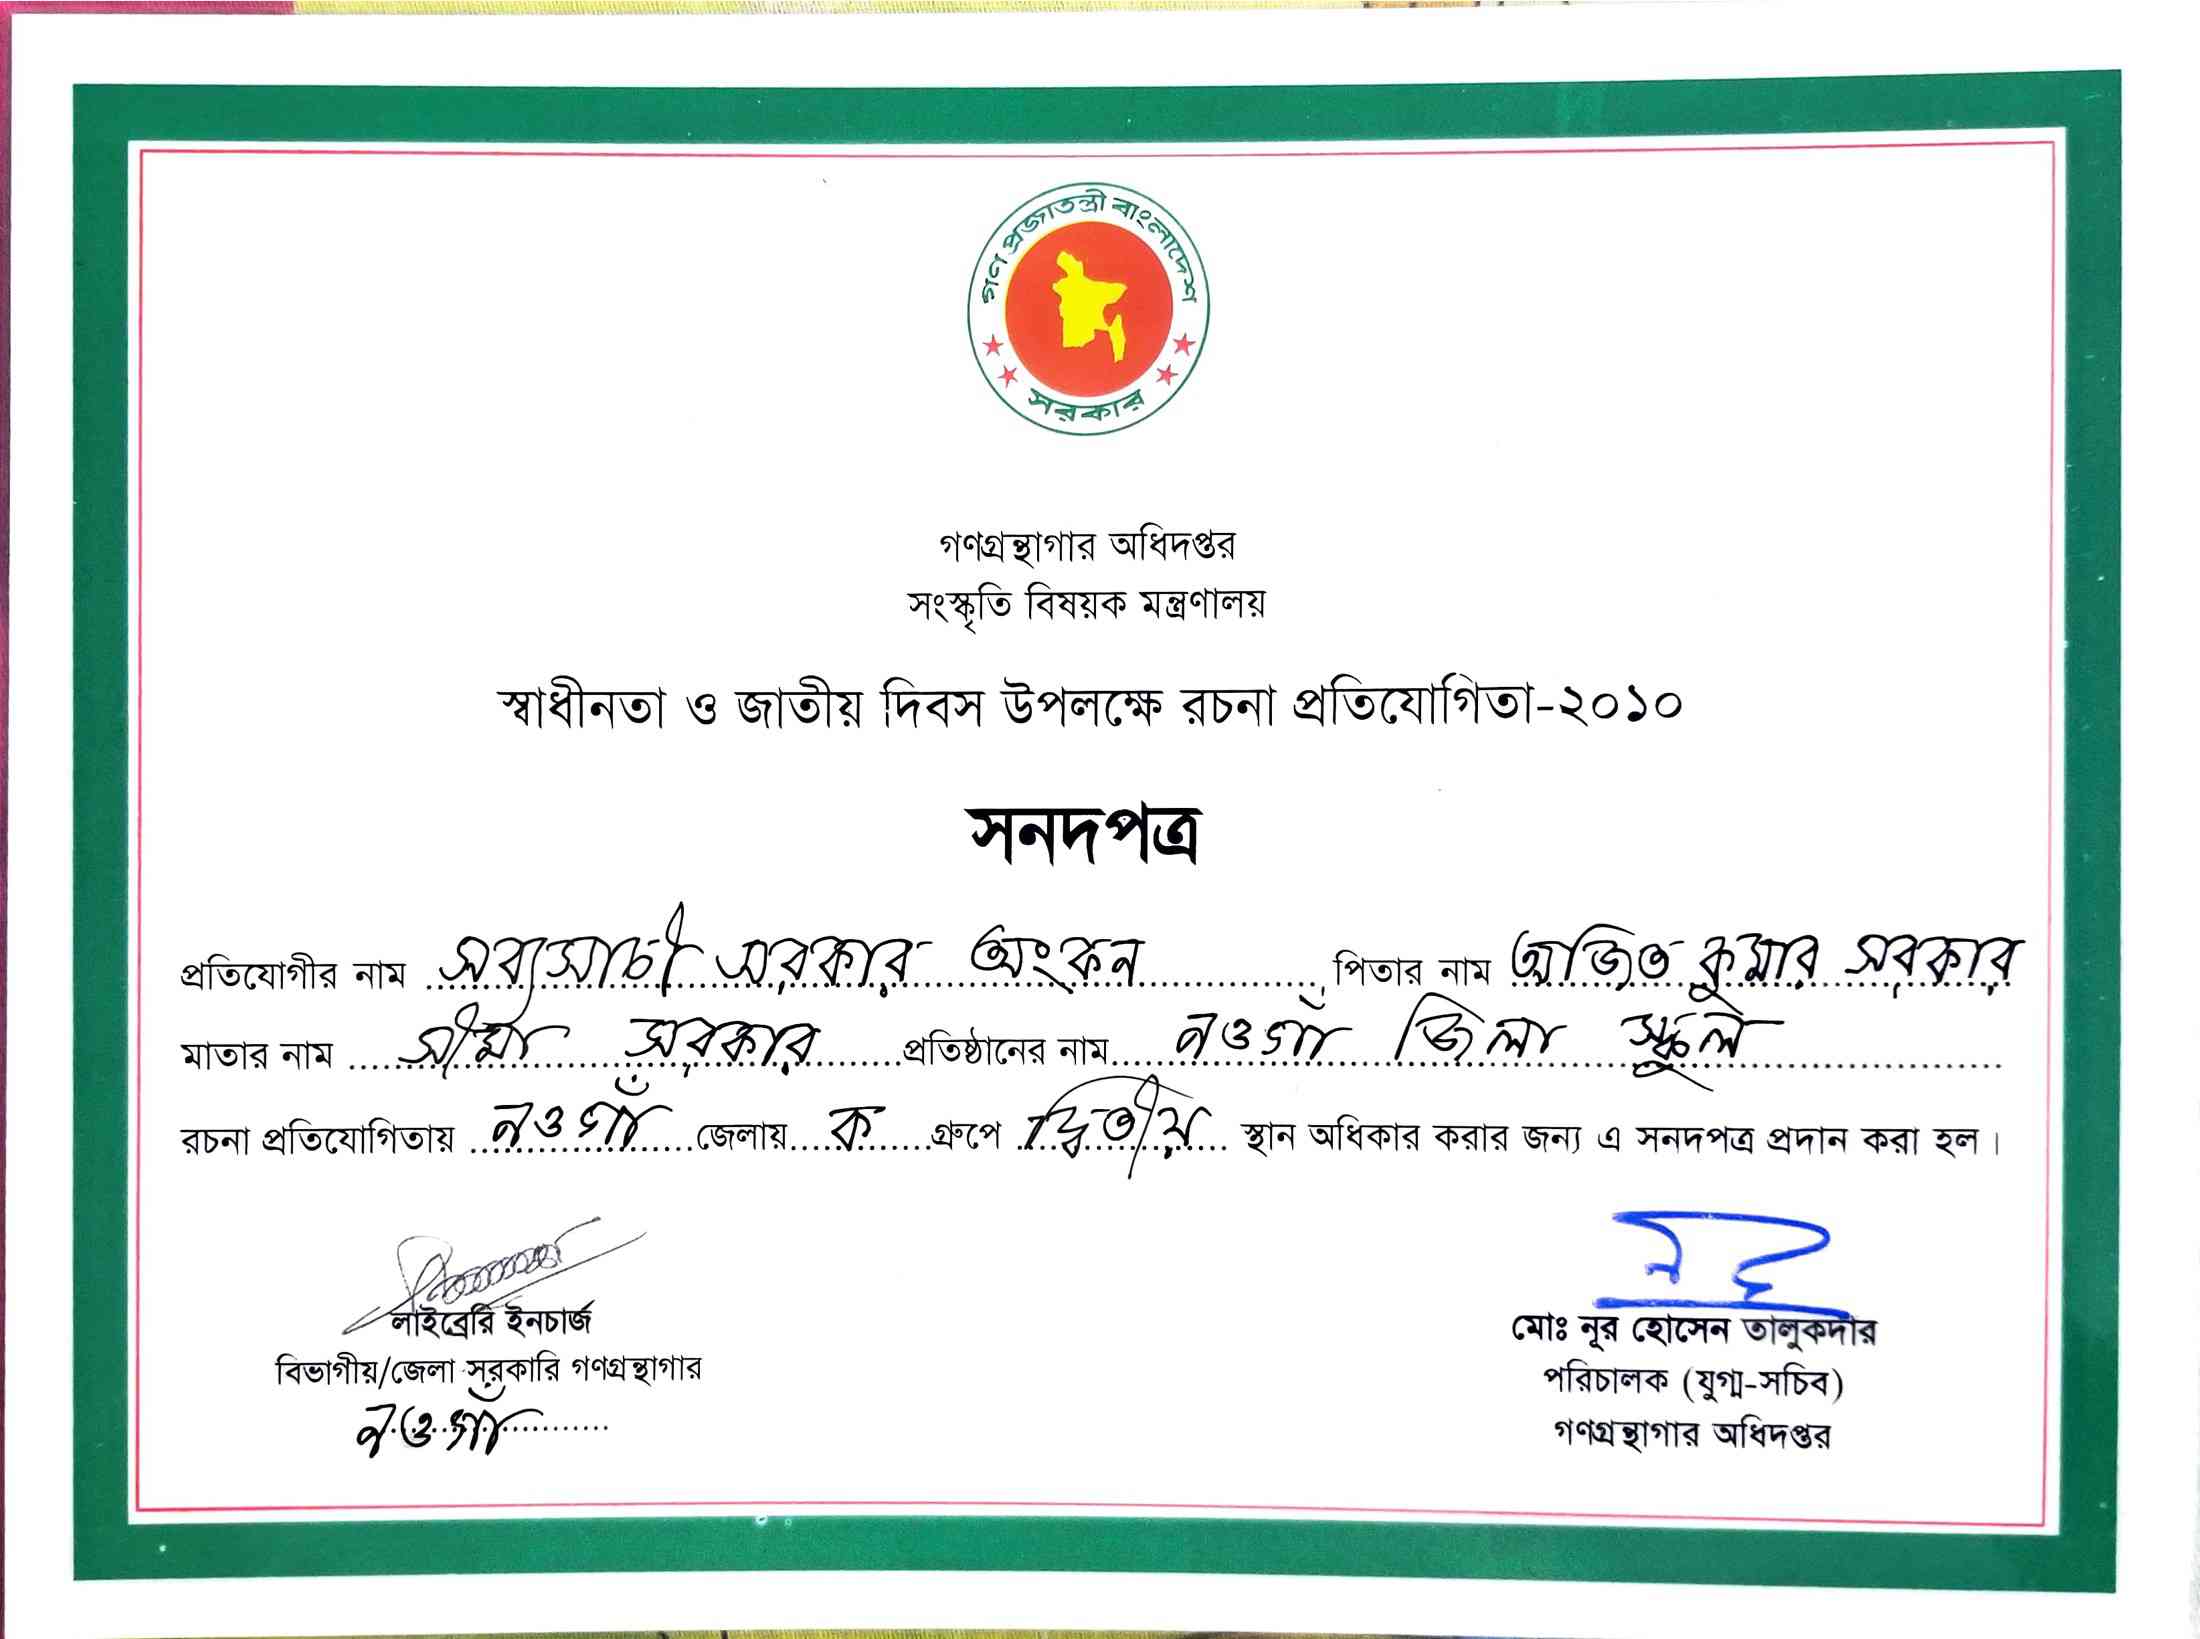 গণ প্রজাতন্ত্রী বাংলাদেশ
সরকার
গণগ্রন্থাগার অধিদপ্তর
সংস্কৃতি বিষয়ক মন্ত্রণালয়
স্বাধীনতা ও জাতীয় দিবস উপলক্ষে রচনা প্রতিযোগিতা-২০১০
সনদপত্র
প্রতিযোগীর নাম সব্যসাচী সরকার অংকন পিতার নাম অজিত কুমার সরকার
মাতার নাম সীমা সরকার প্রতিষ্ঠানের নাম নওগাঁ জিলা স্কুল
রচনা প্রতিযোগিতায় নওগাঁ জেলায় ক গ্রুপে দ্বিতীয় স্থান অধিকার করার জন্য এ সনদপত্র প্রদান করা হল।
লাইব্রেরি ইনচার্জ
বিভাগীয়/জেলা সরকারি গণগ্রন্থাগার
নওগাঁ
মোঃ নূর হোসেন তালুকদার
পরিচালক (যুগ্ম-সচিব)
গণগ্রন্থাগার অধিদপ্তর